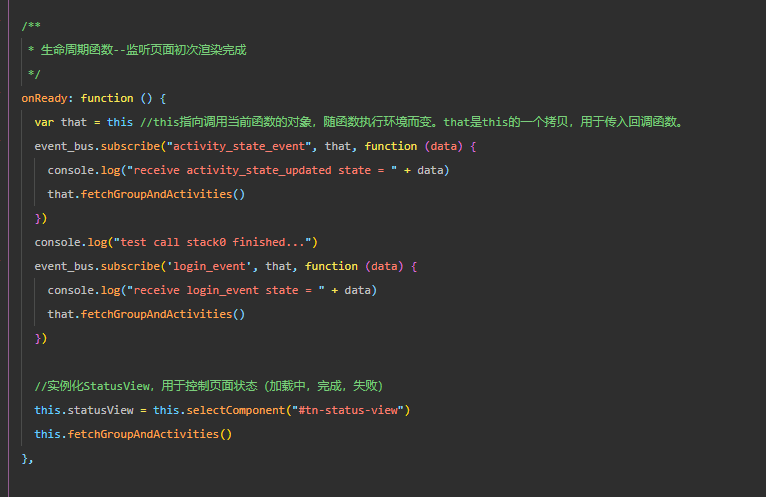 /**
 * 生命周期函数--监听页面初次渲染完成
 */
onReady: function () {
  var that = this //this指向调用当前函数的对象，随函数执行环境而变。that是this的一个拷贝，用于传入回调函数。
  event_bus.subscribe("activity_state_event", that, function (data) {
    console.log("receive activity_state_updated state = " + data)
    that.fetchGroupAndActivities()
  })
  console.log("test call stack0 finished...")
  event_bus.subscribe('login_event', that, function (data) {
    console.log("receive login_event state = " + data)
    that.fetchGroupAndActivities()
  })
  //实例化StatusView，用于控制页面状态（加载中，完成，失败）
  this.statusView = this.selectComponent("#tn-status-view")
  this.fetchGroupAndActivities()
},